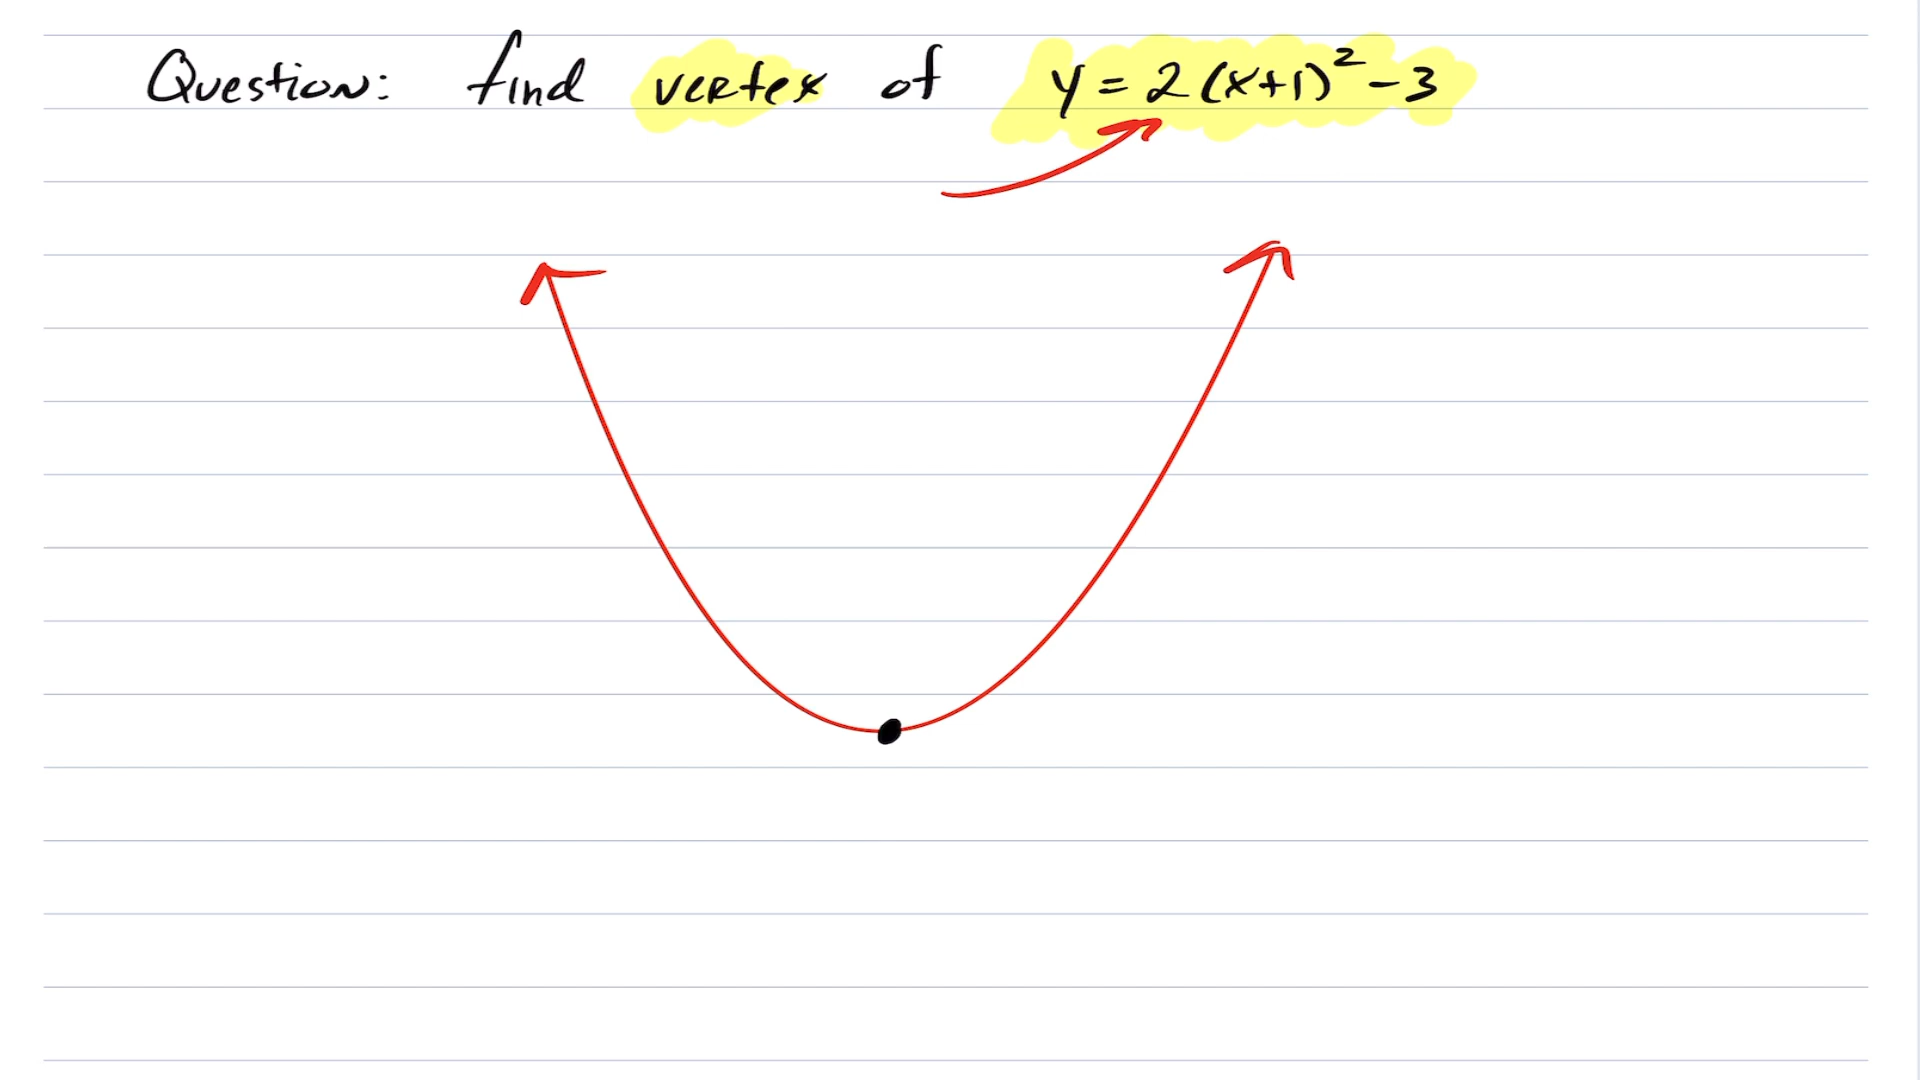 Question: find vertex of y = 2(x+1)² - 3